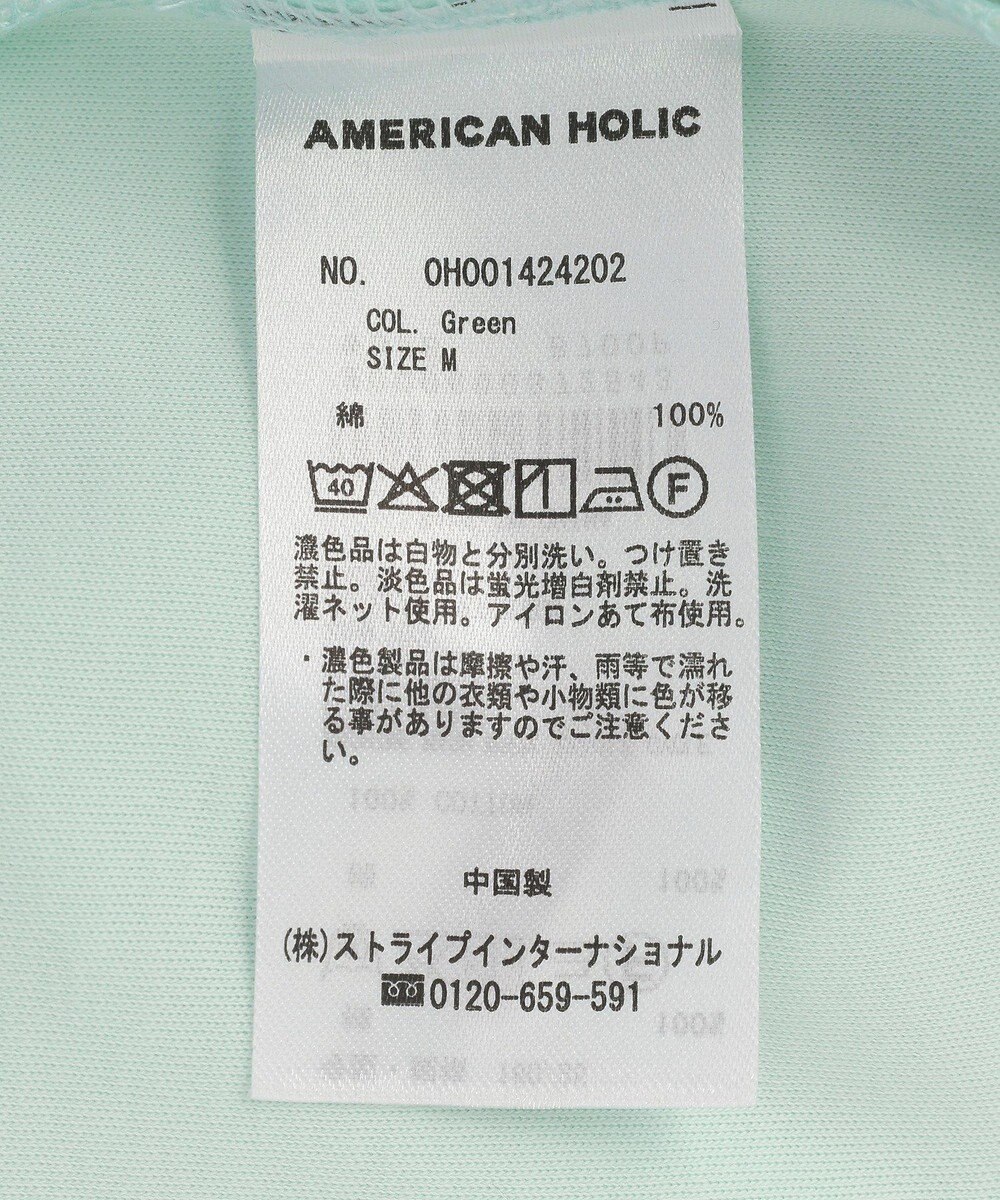 AMERICAN HOLIC
NO. OH001424202
COL. Green
SIZE M
綿 100%
40 F
濃色品は白物と分別洗い。つけ置き
禁止。淡色品は蛍光増白剤禁止。洗
濯ネット使用。アイロンあて布使用。
・濃色製品は摩擦や汗、雨等で濡れ
た際に他の衣類や小物類に色が移
る事がありますのでご注意くださ
い。
中国製
(株)ストライプインターナショナル
0120-659-591